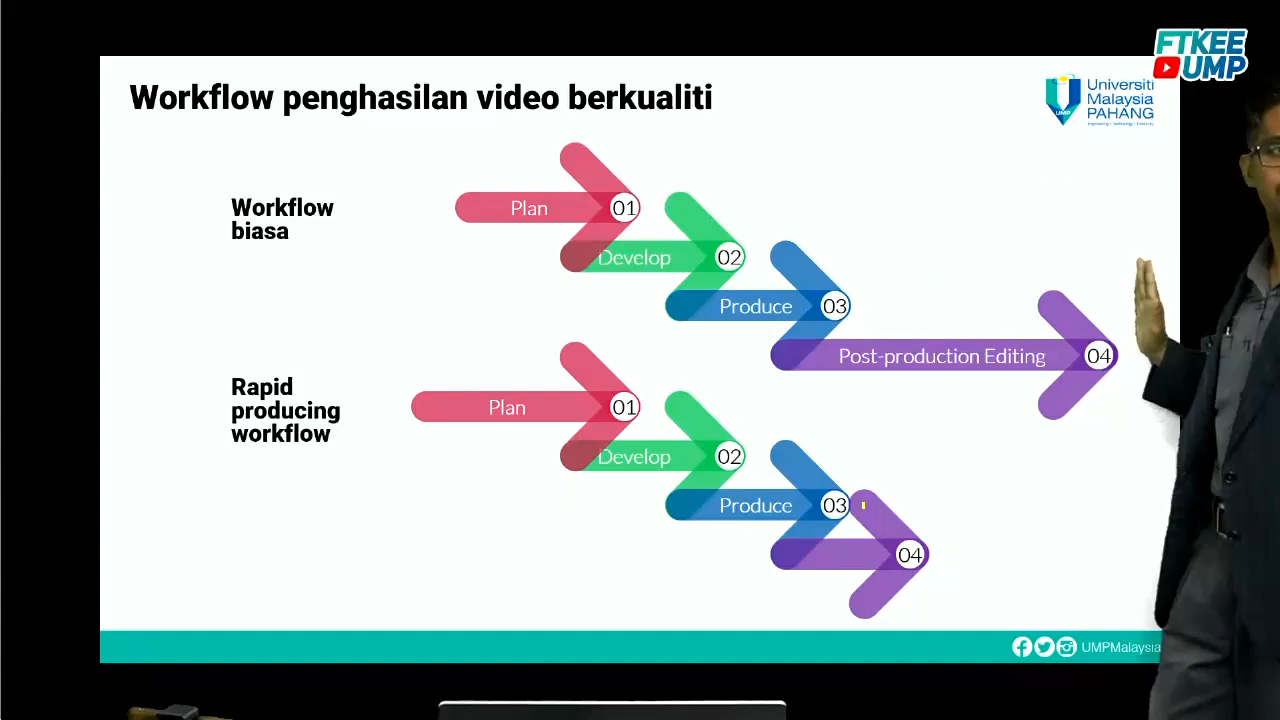 FTKEE
UMP
Workflow penghasilan video berkualiti
Universiti
Malaysia
PAHANG
UMP
Workflow
biasa
Plan
01
Develop
02
Produce
03
Post-production Editing
04
Rapid
producing
workflow
Plan
01
Develop
02
Produce
03
04
UMPMalaysia